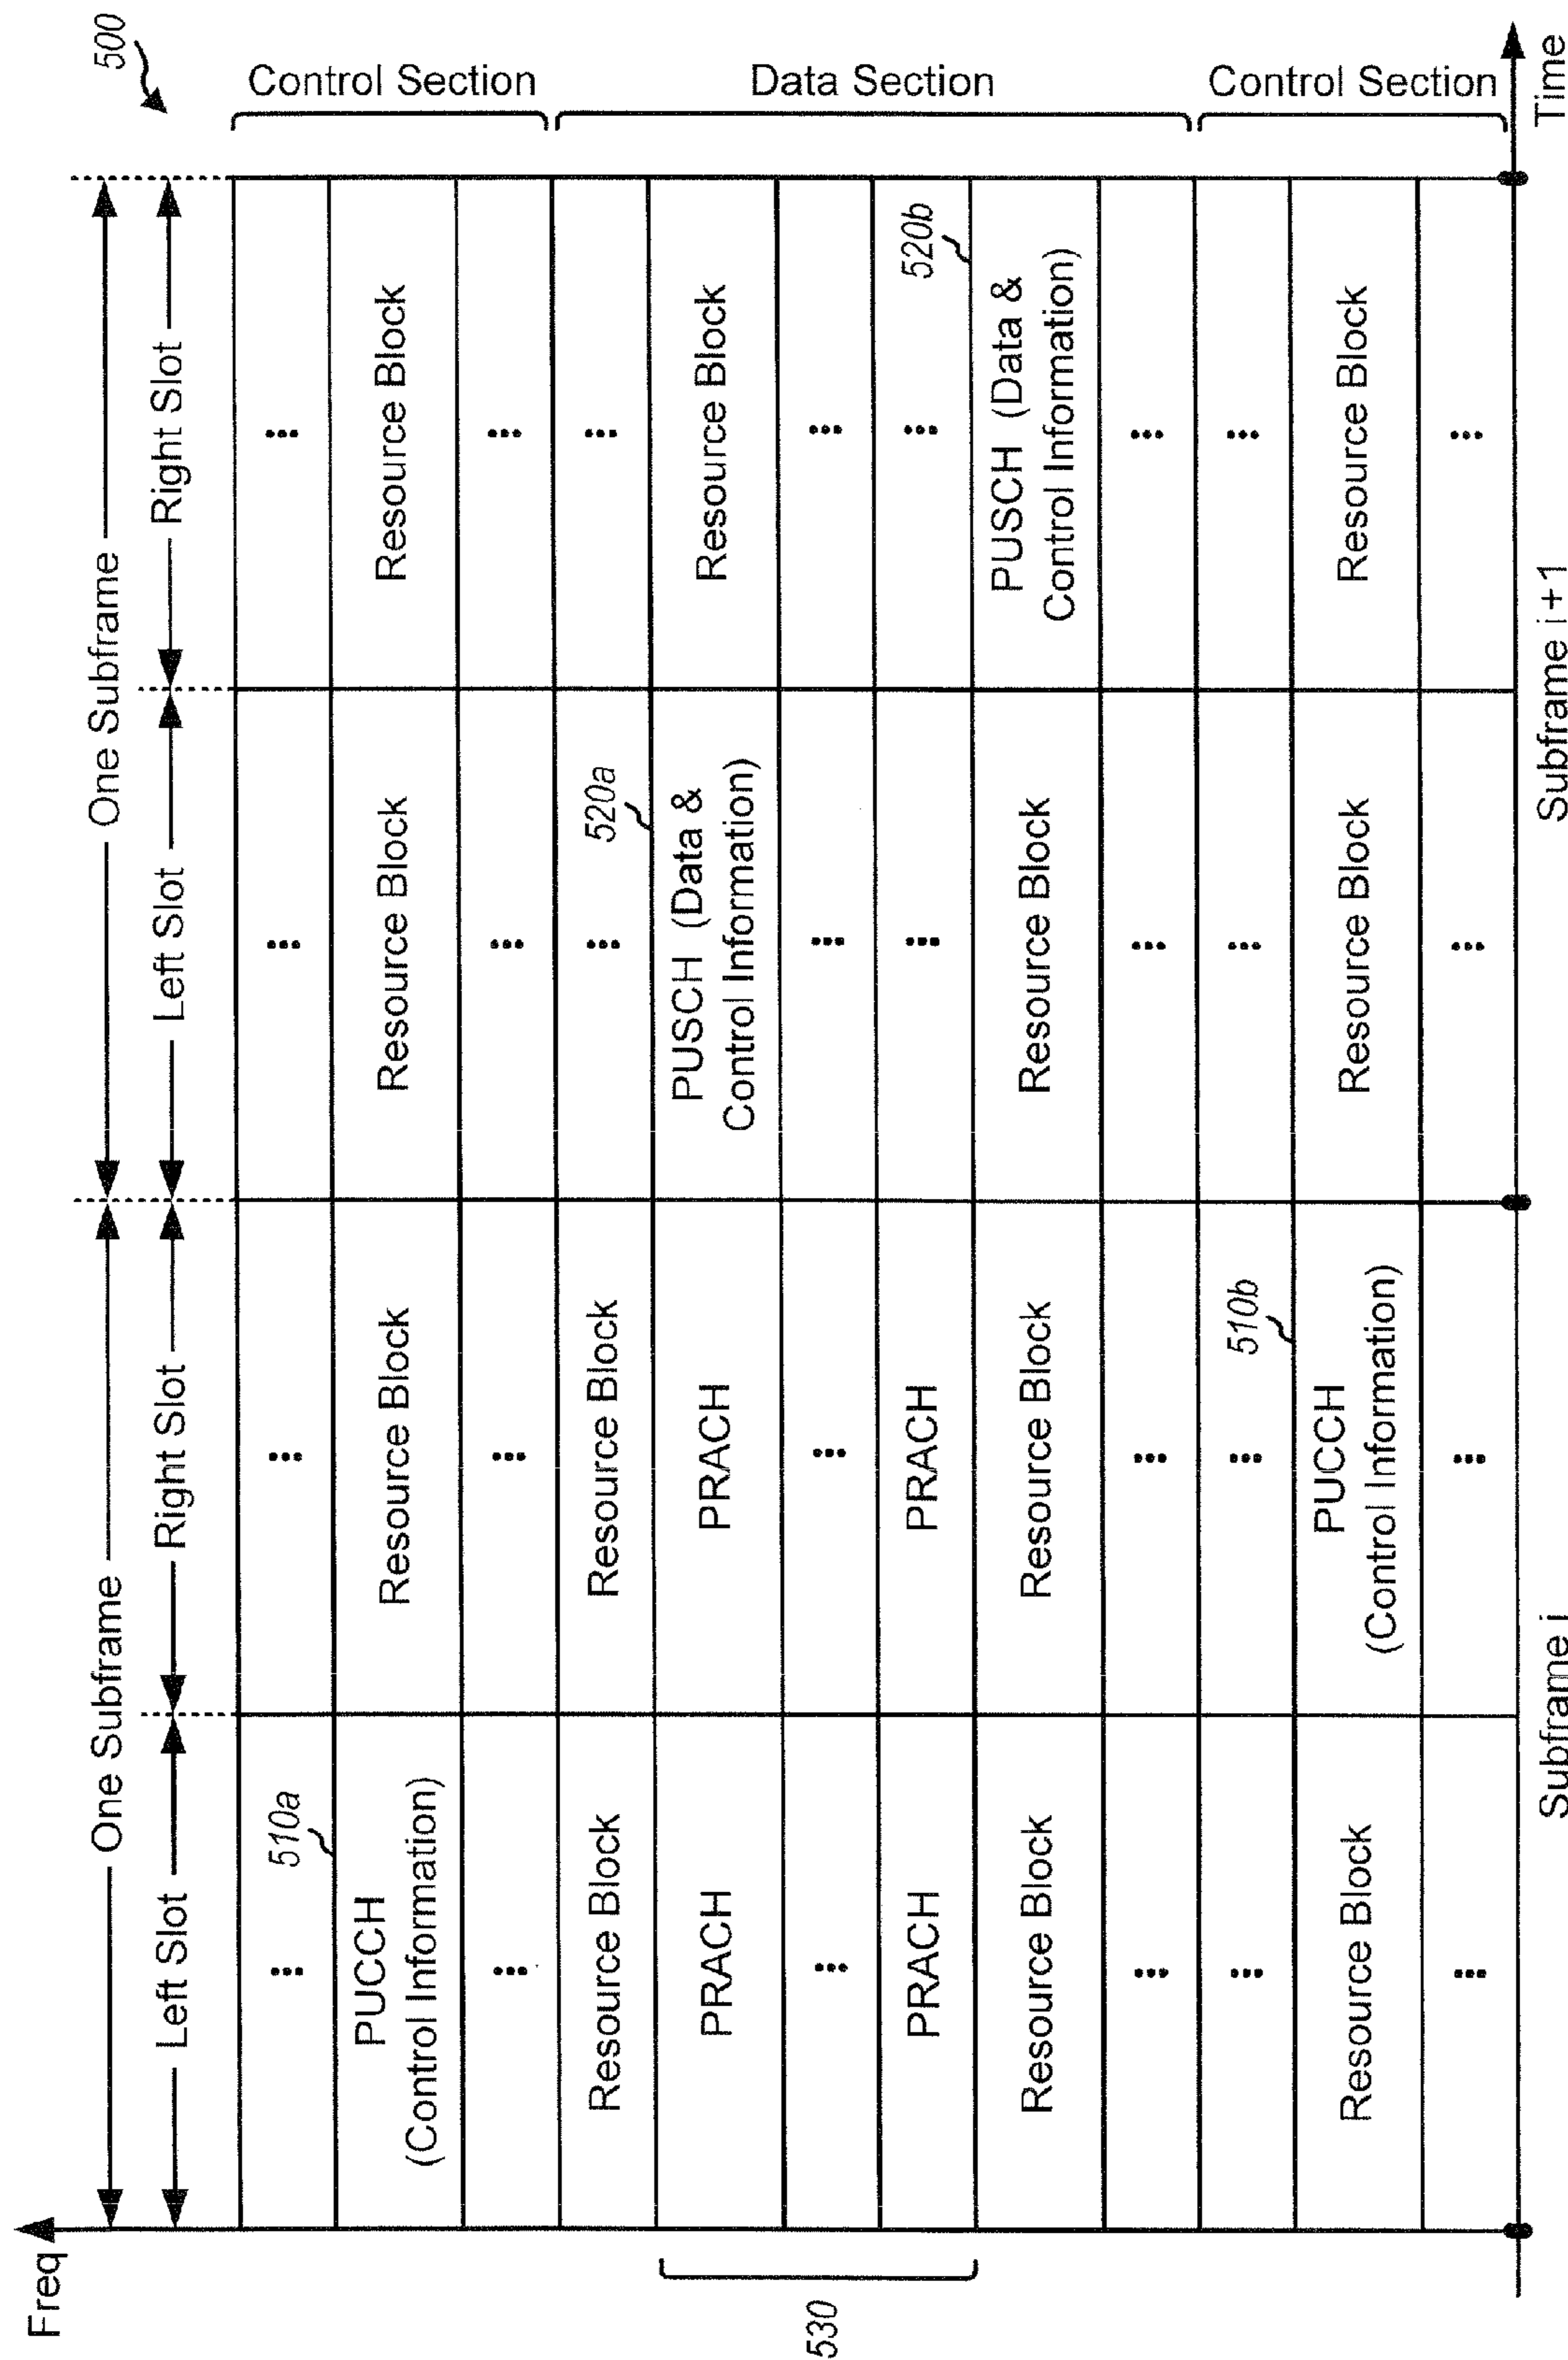 500
Freq
One Subframe
One Subframe
Left Slot
Right Slot
Left Slot
Right Slot
...
...
...
...
510a
PUCCH
(Control Information)
Resource Block
Resource Block
Resource Block
Control Section
...
...
...
...
Resource Block
Resource Block
...
...
520a
PRACH
PRACH
PUSCH (Data &
Control Information)
Resource Block
530
...
...
...
...
Data Section
PRACH
PRACH
...
...
520b
Resource Block
Resource Block
Resource Block
PUSCH (Data &
Control Information)
...
...
...
...
...
...
...
...
510b
Resource Block
PUCCH
(Control Information)
Resource Block
Resource Block
Control Section
...
...
...
...
Subframe i
Subframe i + 1
Time